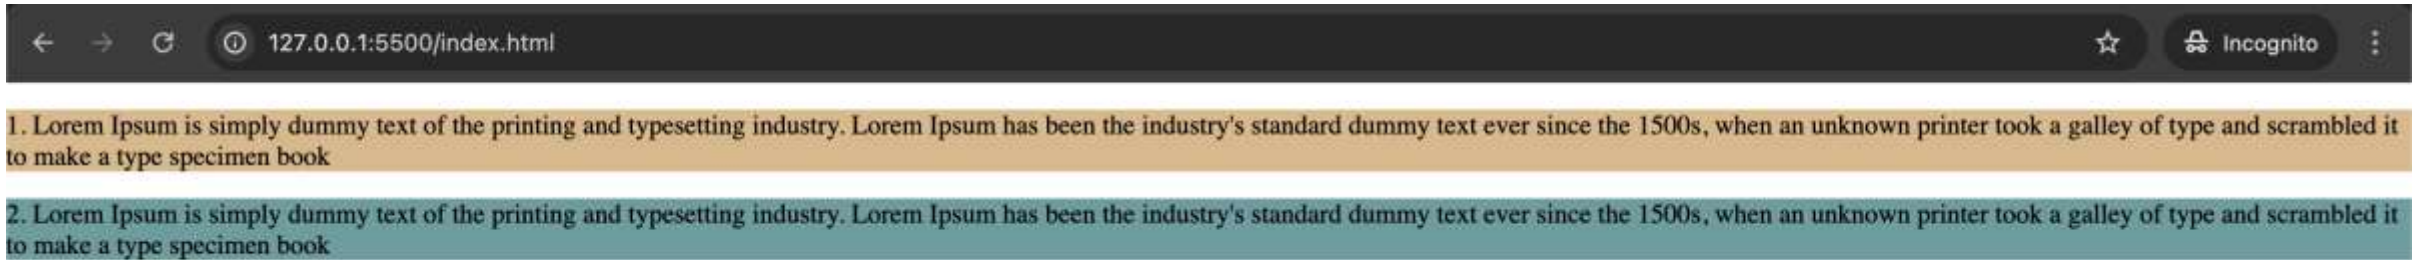 127.0.0.1:5500/index.html
Incognito
1. Lorem Ipsum is simply dummy text of the printing and typesetting industry. Lorem Ipsum has been the industry's standard dummy text ever since the 1500s, when an unknown printer took a galley of type and scrambled it
to make a type specimen book
2. Lorem Ipsum is simply dummy text of the printing and typesetting industry. Lorem Ipsum has been the industry's standard dummy text ever since the 1500s, when an unknown printer took a galley of type and scrambled it
to make a type specimen book